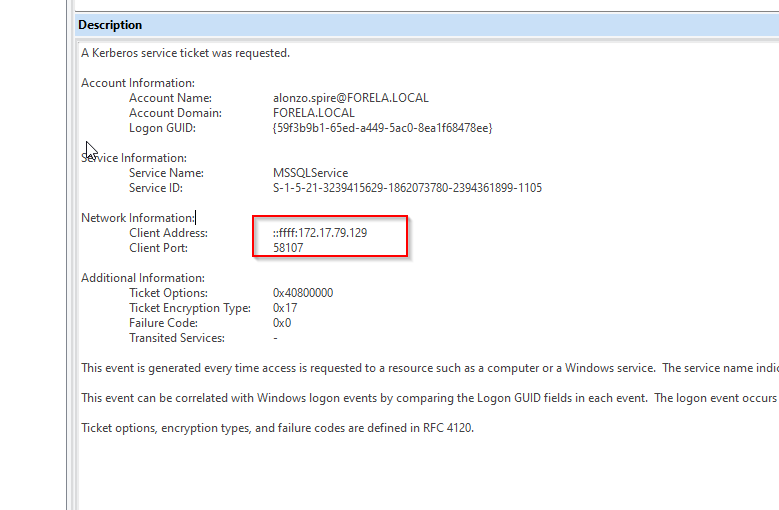 Description
A Kerberos service ticket was requested.
Account Information:
Account Name: alonzo.spire@FORELA.LOCAL
Account Domain: FORELA.LOCAL
Logon GUID: {59f3b9b1-65ed-a449-5ac0-8ea1f68478ee}
Service Information:
Service Name: MSSQLService
Service ID: S-1-5-21-3239415629-1862073780-2394361899-1105
Network Information:
Client Address: ::ffff:172.17.79.129
Client Port: 58107
Additional Information:
Ticket Options: 0x40800000
Ticket Encryption Type: 0x17
Failure Code: 0x0
Transited Services: -
This event is generated every time access is requested to a resource such as a computer or a Windows service. The service name
This event can be correlated with Windows logon events by comparing the Logon GUID fields in each event. The logon event occurs
Ticket options, encryption types, and failure codes are defined in RFC 4120.